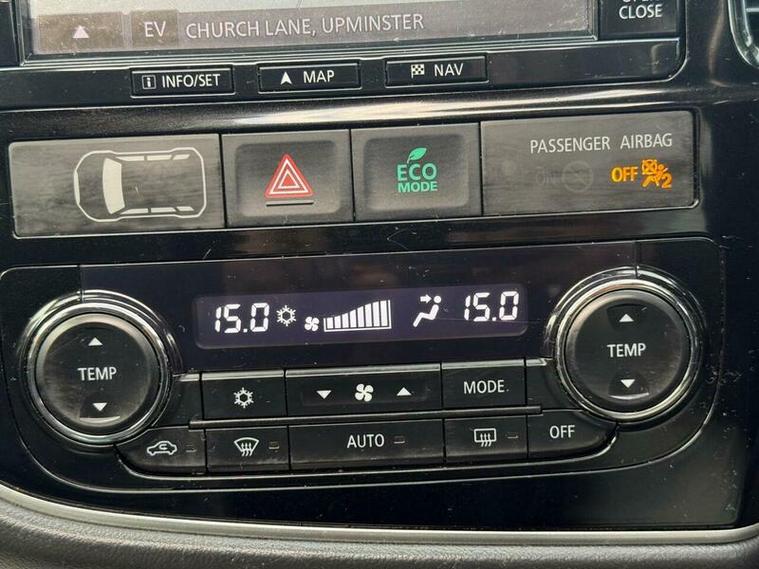 EV CHURCH LANE, UPMINSTER
CLOSE
INFO/SET MAP NAV
ECO
MODE
PASSENGER AIRBAG
OFF 2
15.0 15.0
TEMP
TEMP
MODE
AUTO OFF